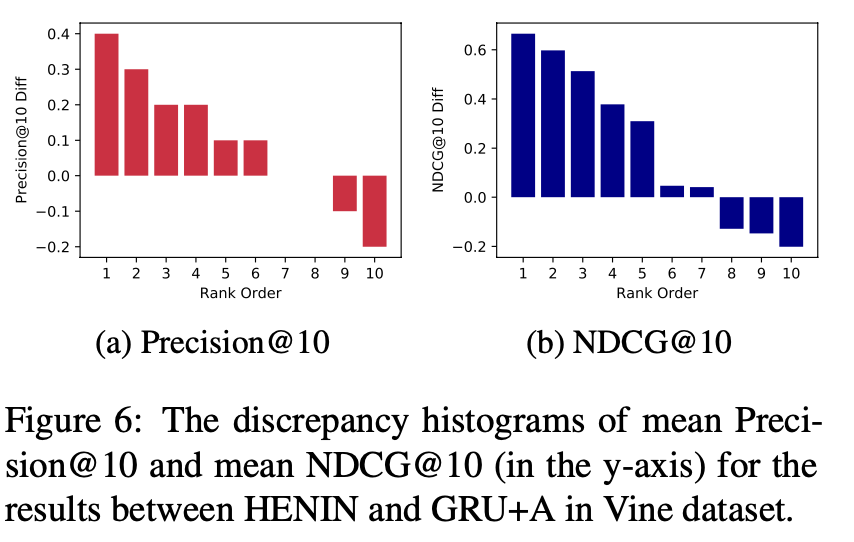 0.4
0.3
0.2
0.1
0.0
−0.1
−0.2
Precision@10 Diff
1 2 3 4 5 6 7 8 9 10
Rank Order
(a) Precision@10
0.6
0.4
0.2
0.0
−0.2
NDCG@10 Diff
1 2 3 4 5 6 7 8 9 10
Rank Order
(b) NDCG@10
Figure 6: The discrepancy histograms of mean Preci-
sion@10 and mean NDCG@10 (in the y-axis) for the
results between HENIN and GRU+A in Vine dataset.